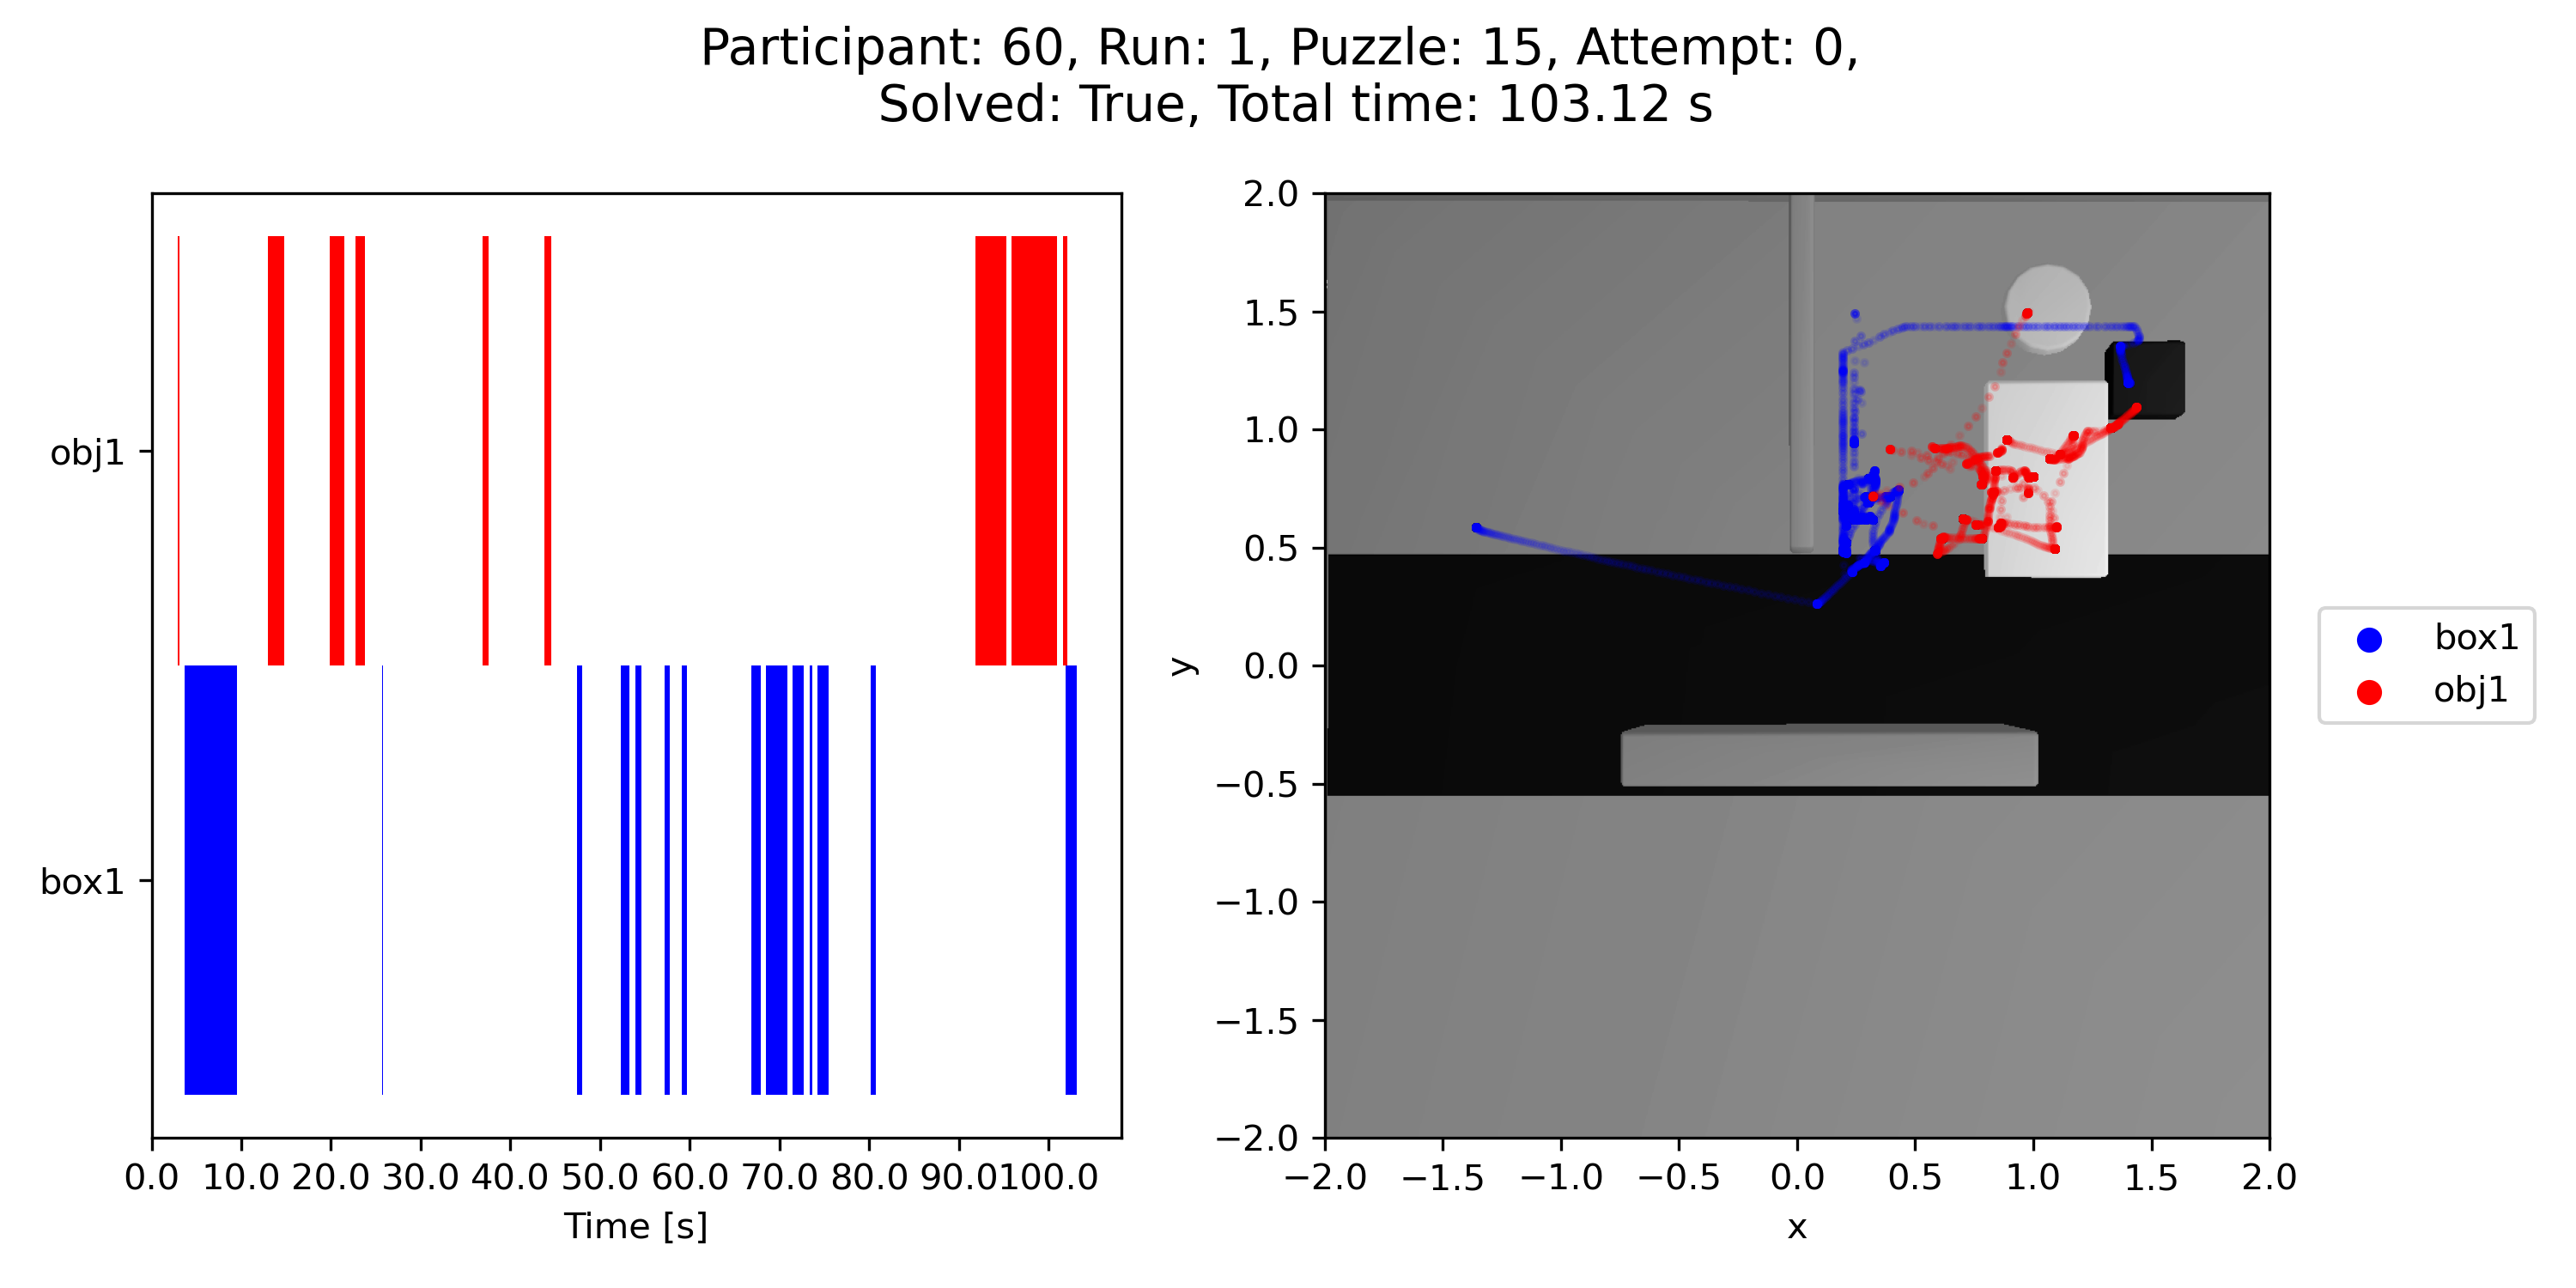 Participant: 60, Run: 1, Puzzle: 15, Attempt: 0,
Solved: True, Total time: 103.12 s
obj1
box1
0.0 10.0 20.0 30.0 40.0 50.0 60.0 70.0 80.0 90.0 100.0
Time [s]
2.0
1.5
1.0
0.5
0.0
−0.5
−1.0
−1.5
−2.0
y
−2.0 −1.5 −1.0 −0.5 0.0 0.5 1.0 1.5 2.0
x
box1
obj1